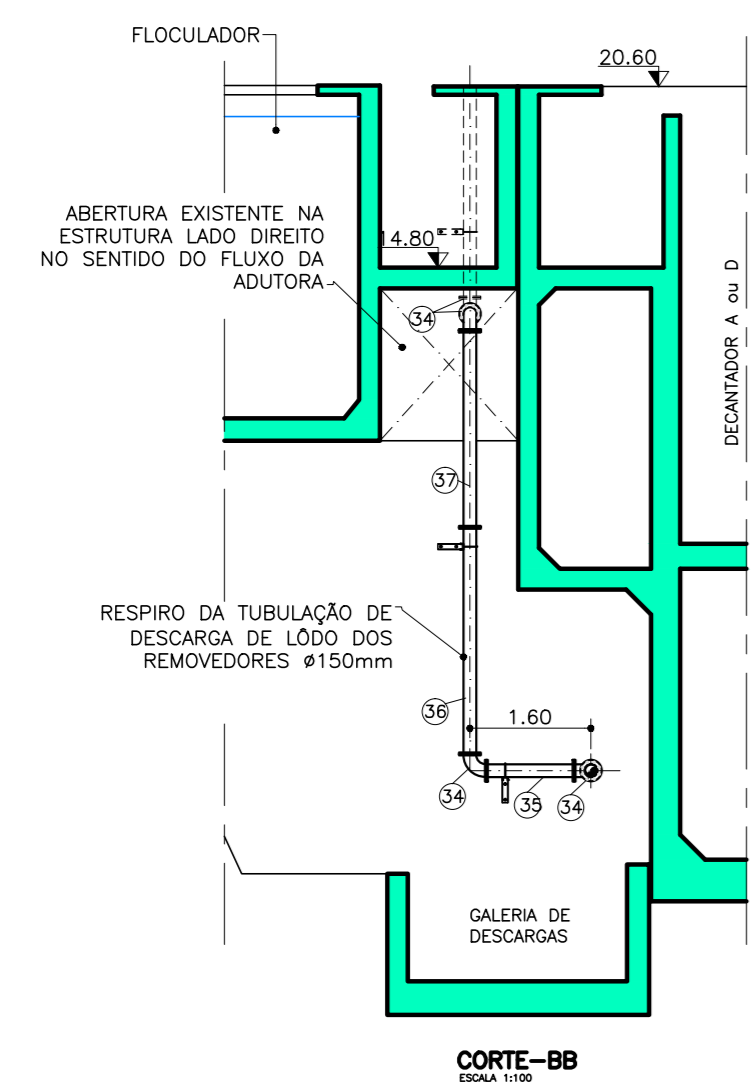 FLOCULADOR
20.60
ABERTURA EXISTENTE NA
ESTRUTURA LADO DIREITO
NO SENTIDO DO FLUXO DA
ADUTORA
14.80
34
DECANTADOR A ou D
37
RESPIRO DA TUBULAÇÃO DE
DESCARGA DE LÔDO DOS
REMOVEDORES ø150mm
36
1.60
34
35
34
GALERIA DE
DESCARGAS
CORTE-BB
ESCALA 1:100